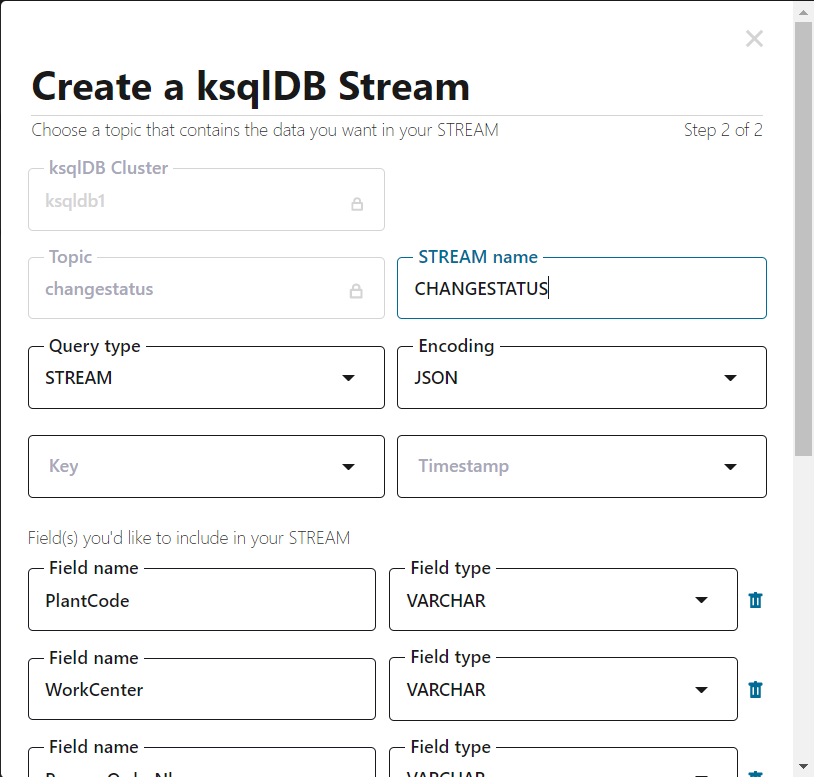 Create a ksqlDB Stream
Choose a topic that contains the data you want in your STREAM
Step 2 of 2
ksqlDB Cluster
ksqldb1
Topic
changestatus
STREAM name
CHANGESTATUS
Query type
STREAM
Encoding
JSON
Key
Timestamp
Field(s) you'd like to include in your STREAM
Field name
PlantCode
Field type
VARCHAR
Field name
WorkCenter
Field type
VARCHAR
Field name
Field type
VARCHAR